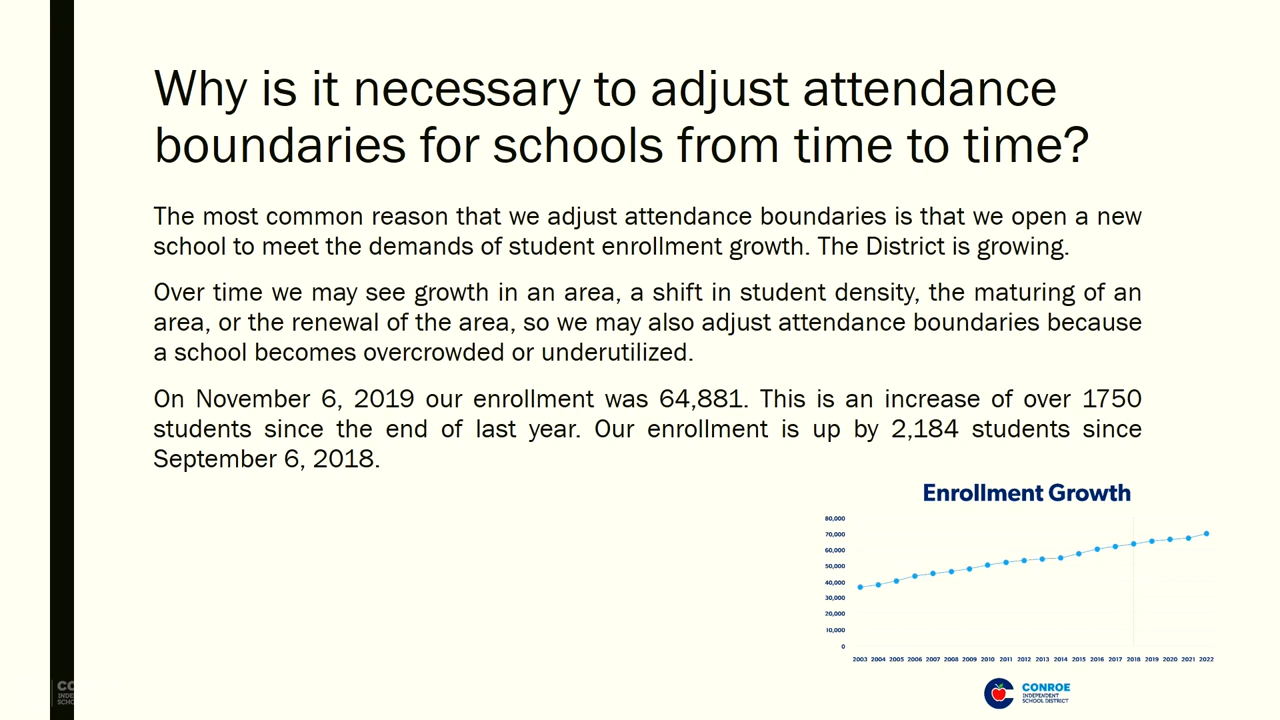 Why is it necessary to adjust attendance
boundaries for schools from time to time?
The most common reason that we adjust attendance boundaries is that we open a new
school to meet the demands of student enrollment growth. The District is growing.
Over time we may see growth in an area, a shift in student density, the maturing of an
area, or the renewal of the area, so we may also adjust attendance boundaries because
a school becomes overcrowded or underutilized.
On November 6, 2019 our enrollment was 64,881. This is an increase of over 1750
students since the end of last year. Our enrollment is up by 2,184 students since
September 6, 2018.
Enrollment Growth
80,000
70,000
60,000
50,000
40,000
30,000
20,000
10,000
0
2003 2004 2005 2006 2007 2008 2009 2010 2011 2012 2013 2014 2015 2016 2017 2018 2019 2020 2021 2022
CONROE
INDEPENDENT
SCHOOL DISTRICT